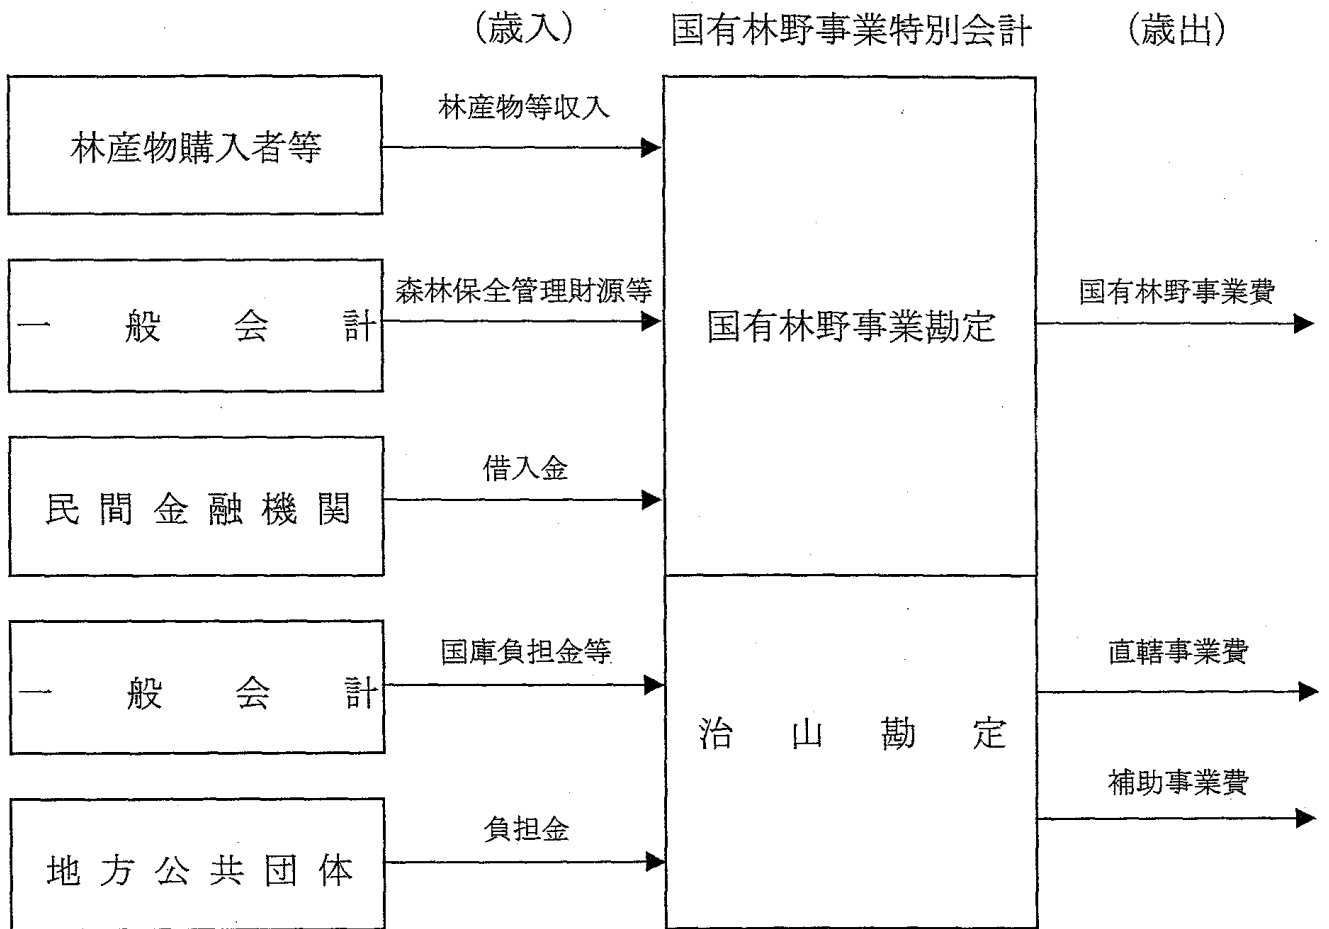 （歳入） 国有林野事業特別会計 （歳出）
林産物購入者等
林産物等収入
一般会計
森林保全管理財源等
国有林野事業勘定
国有林野事業費
民間金融機関
借入金
一般会計
国庫負担金等
治山勘定
直轄事業費
補助事業費
地方公共団体
負担金